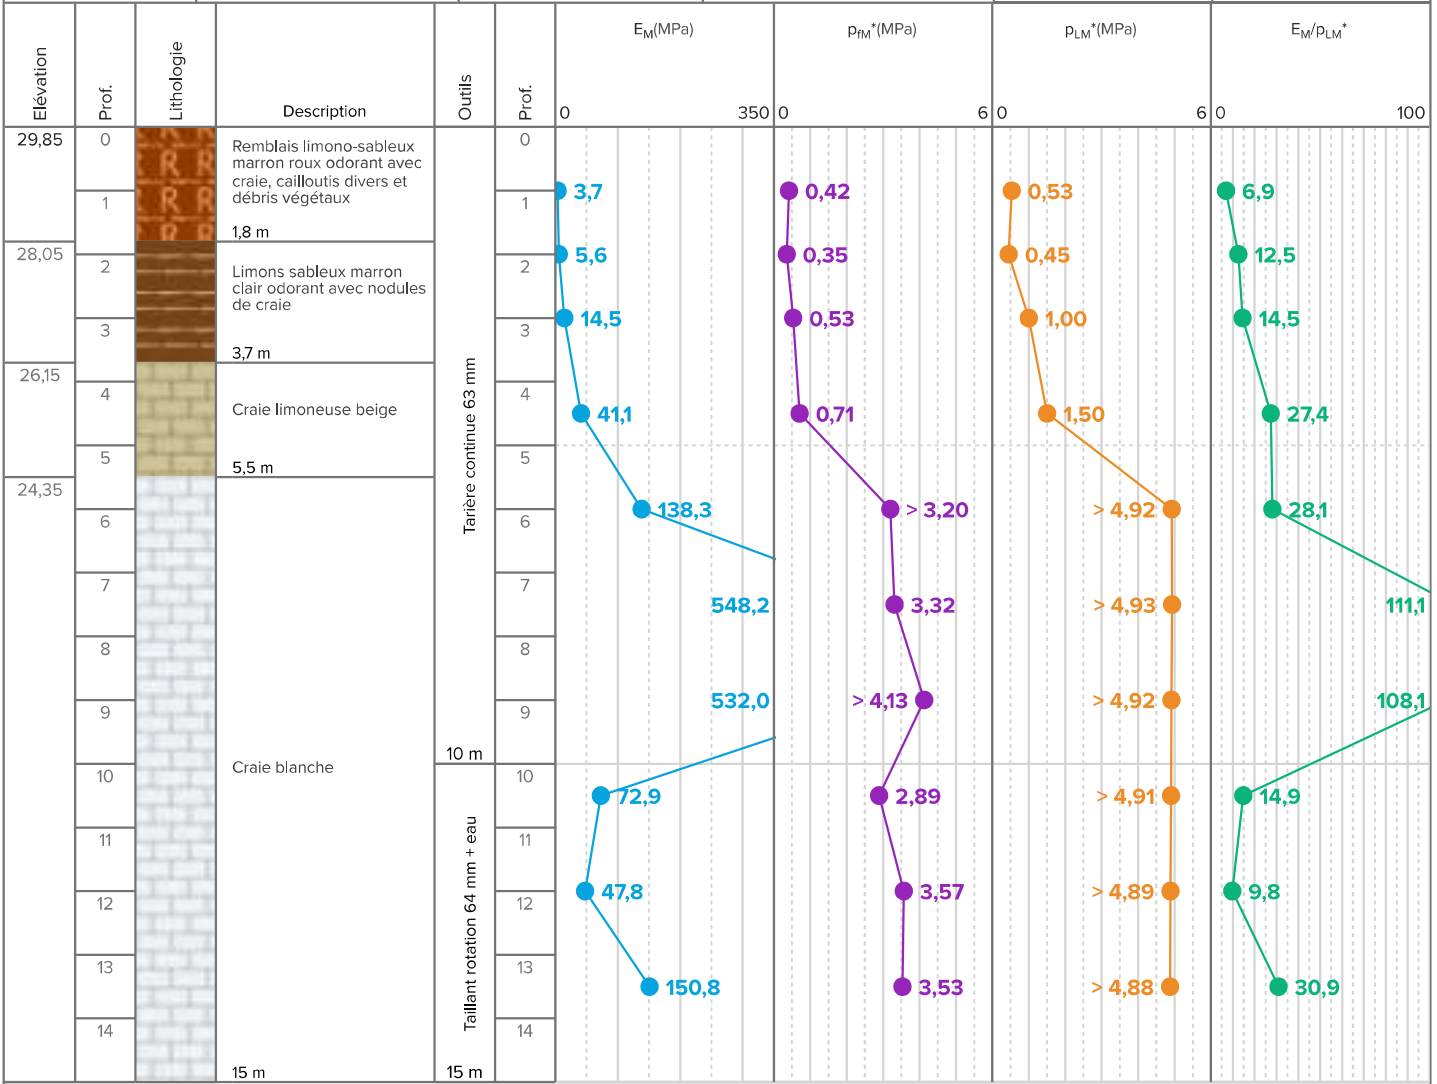 Elévation
Prof.
Lithologie
Description
Outils
Prof.
E_M(MPa)
p_fM*(MPa)
p_LM*(MPa)
E_M/p_LM*
0 350
0 6
0 6
0 100
29,85
28,05
26,15
24,35
0
1
2
3
4
5
6
7
8
9
10
11
12
13
14
R R
R R
R R
R R
Remblais limono-sableux
marron roux odorant avec
craie, cailloutis divers et
débris végétaux
1,8 m
Limons sableux marron
clair odorant avec nodules
de craie
3,7 m
Craie limoneuse beige
5,5 m
Craie blanche
15 m
Tarière continue 63 mm
10 m
Taillant rotation 64 mm + eau
15 m
0
1
2
3
4
5
6
7
8
9
10
11
12
13
14
3,7
5,6
14,5
41,1
138,3
548,2
532,0
72,9
47,8
150,8
0,42
0,35
0,53
0,71
> 3,20
3,32
> 4,13
2,89
3,57
3,53
0,53
0,45
1,00
1,50
> 4,92
> 4,93
> 4,92
> 4,91
> 4,89
> 4,88
6,9
12,5
14,5
27,4
28,1
111,1
108,1
14,9
9,8
30,9